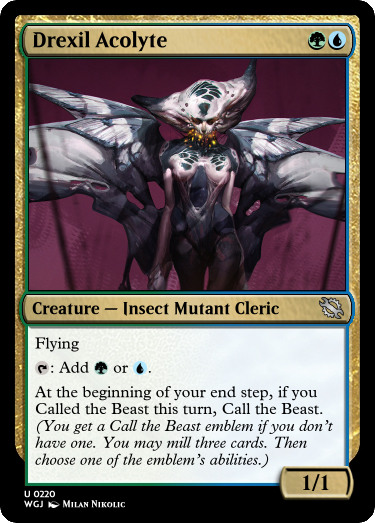 Drexil Acolyte
Creature — Insect Mutant Cleric
Flying
: Add or .
At the beginning of your end step, if you
Called the Beast this turn, Call the Beast.
(You get a Call the Beast emblem if you don't
have one. You may mill three cards. Then
choose one of the emblem's abilities.)
1/1
U 0220
WGJ Milan Nikolic